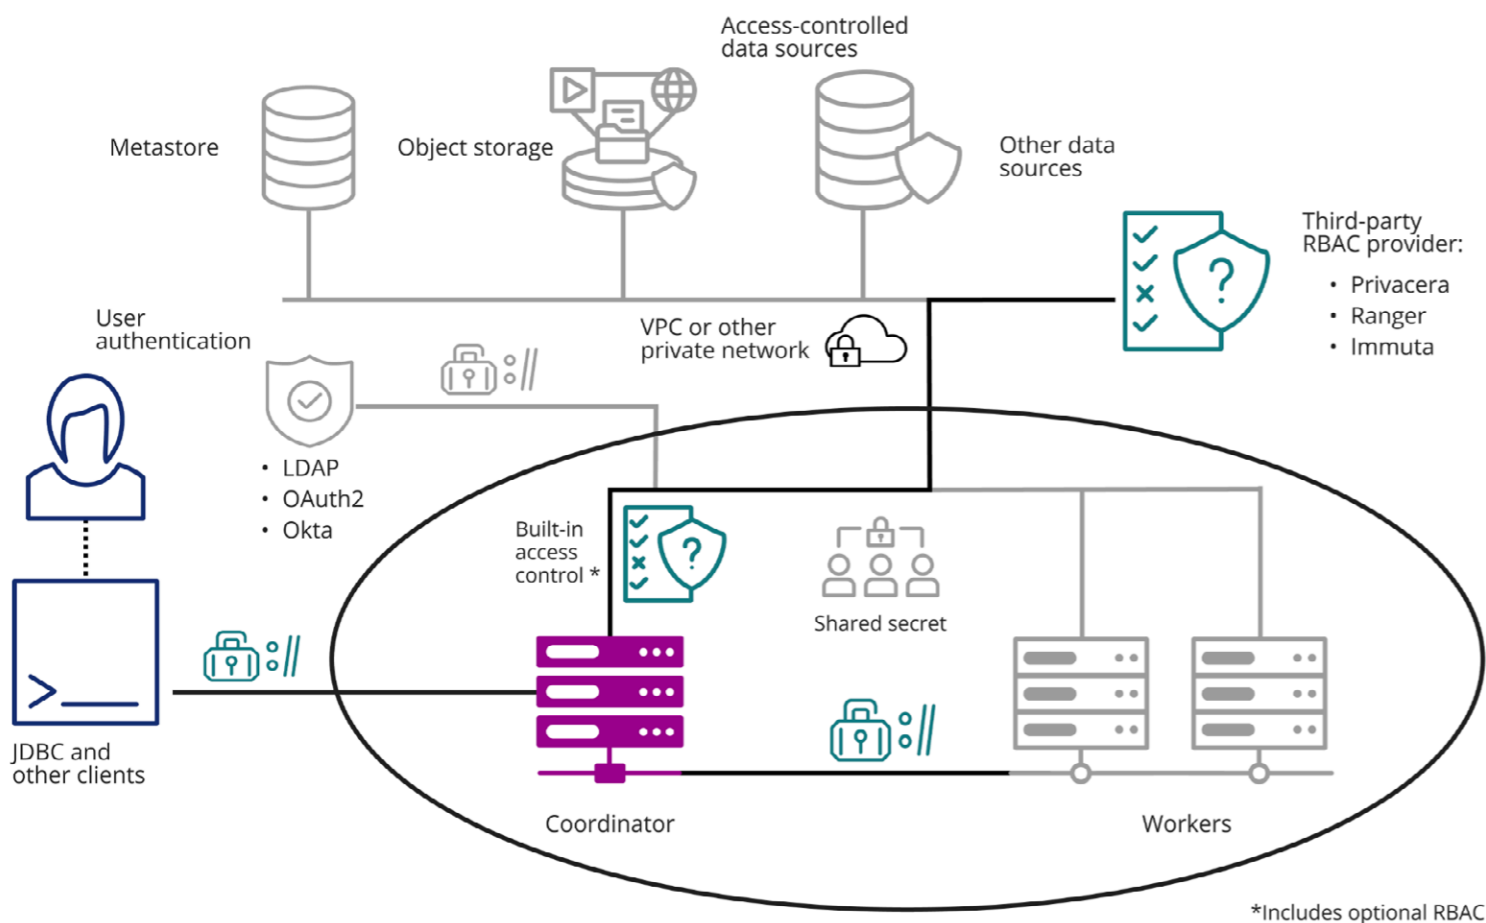 Access-controlled
data sources
Metastore
Object storage
Other data
sources
Third-party
RBAC provider:
• Privacera
• Ranger
• Immuta
User
authentication
VPC or other
private network
• LDAP
• OAuth2
• Okta
Built-in
access
control *
Shared secret
JDBC and
other clients
Coordinator
Workers
*Includes optional RBAC